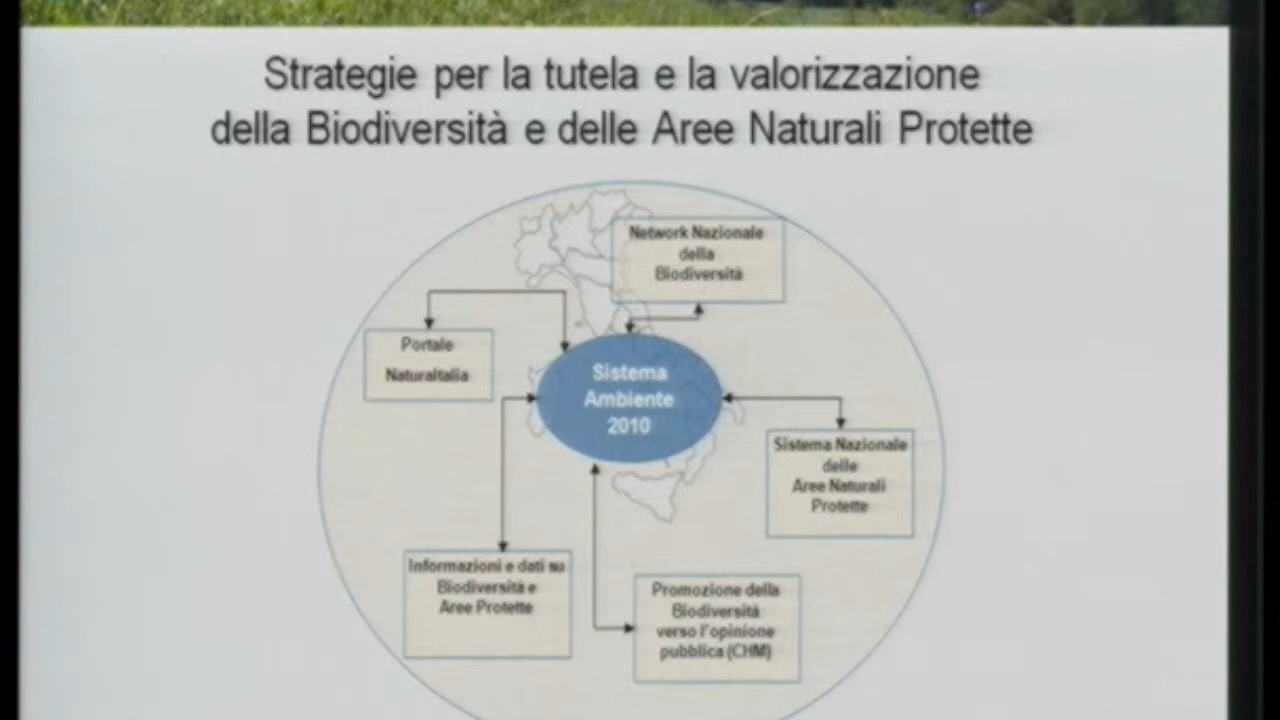 Strategie per la tutela e la valorizzazione
della Biodiversità e delle Aree Naturali Protette
Network Nazionale
della
Biodiversità
Portale
NaturaItalia
Sistema
Ambiente
2010
Sistema Nazionale
delle
Aree Naturali
Protette
Informazioni e dati su
Biodiversità e
Aree Protette
Promozione della
Biodiversità
verso l'opinione
pubblica (CHM)